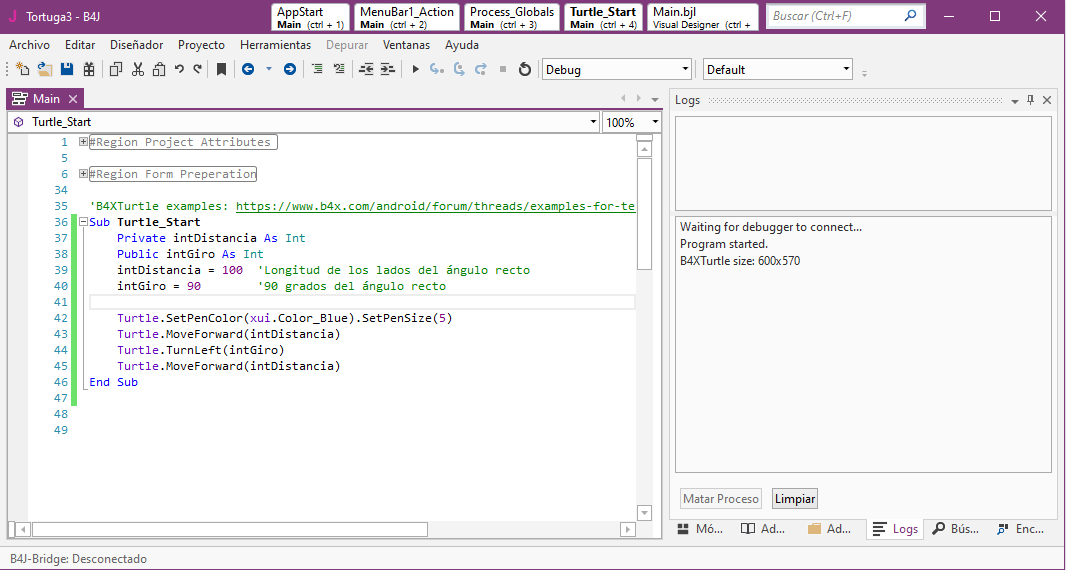 Tortuga3 - B4J
AppStart
Main (ctrl + 1)
MenuBar1_Action
Main (ctrl + 2)
Process_Globals
Main (ctrl + 3)
Turtle_Start
Main (ctrl + 4)
Main.bjl
Visual Designer (ctrl +
Buscar (Ctrl+F)
Archivo Editar Diseñador Proyecto Herramientas Depurar Ventanas Ayuda
Debug
Default
Main
Turtle_Start
100%
1 #Region Project Attributes
5
6 #Region Form Preperation
34
35 'B4XTurtle examples: https://www.b4x.com/android/forum/threads/examples-for-te
36 Sub Turtle_Start
37 Private intDistancia As Int
38 Public intGiro As Int
39 intDistancia = 100 'Longitud de los lados del ángulo recto
40 intGiro = 90 '90 grados del ángulo recto
41
42 Turtle.SetPenColor(xui.Color_Blue).SetPenSize(5)
43 Turtle.MoveForward(intDistancia)
44 Turtle.TurnLeft(intGiro)
45 Turtle.MoveForward(intDistancia)
46 End Sub
47
48
49
Logs
Waiting for debugger to connect...
Program started.
B4XTurtle size: 600x570
Matar Proceso Limpiar
Mó... Ad... Ad... Logs Bús... Enc...
B4J-Bridge: Desconectado